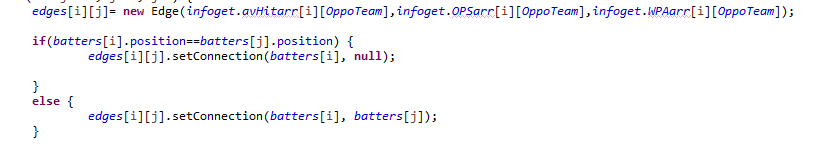 edges[i][j]= new Edge(infoget.avHitarr[i][OppoTeam],infoget.OPSarr[i][OppoTeam],infoget.WPAarr[i][OppoTeam]);
if(batters[i].position==batters[j].position) {
edges[i][j].setConnection(batters[i], null);
}
else {
edges[i][j].setConnection(batters[i], batters[j]);
}